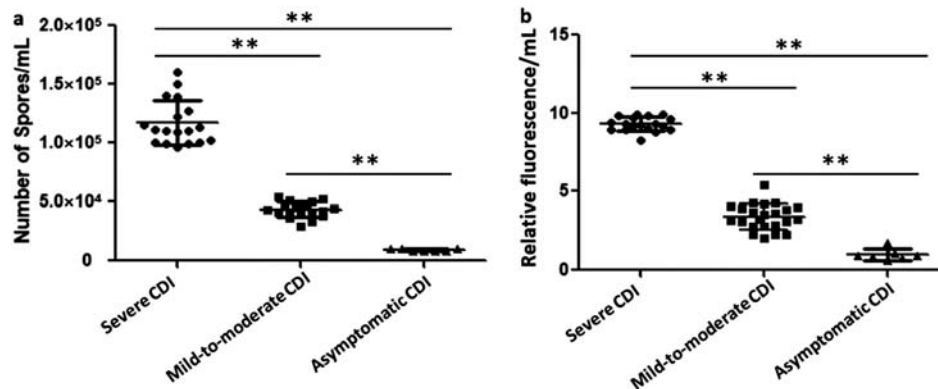 a
Number of Spores/mL
2.0×10⁵
1.5×10⁵
1.0×10⁵
5.0×10⁴
0
**
**
**
Severe CDI
Mild-to-moderate CDI
Asymptomatic CDI
b
Relative fluorescence/mL
15
10
5
0
**
**
**
Severe CDI
Mild-to-moderate CDI
Asymptomatic CDI